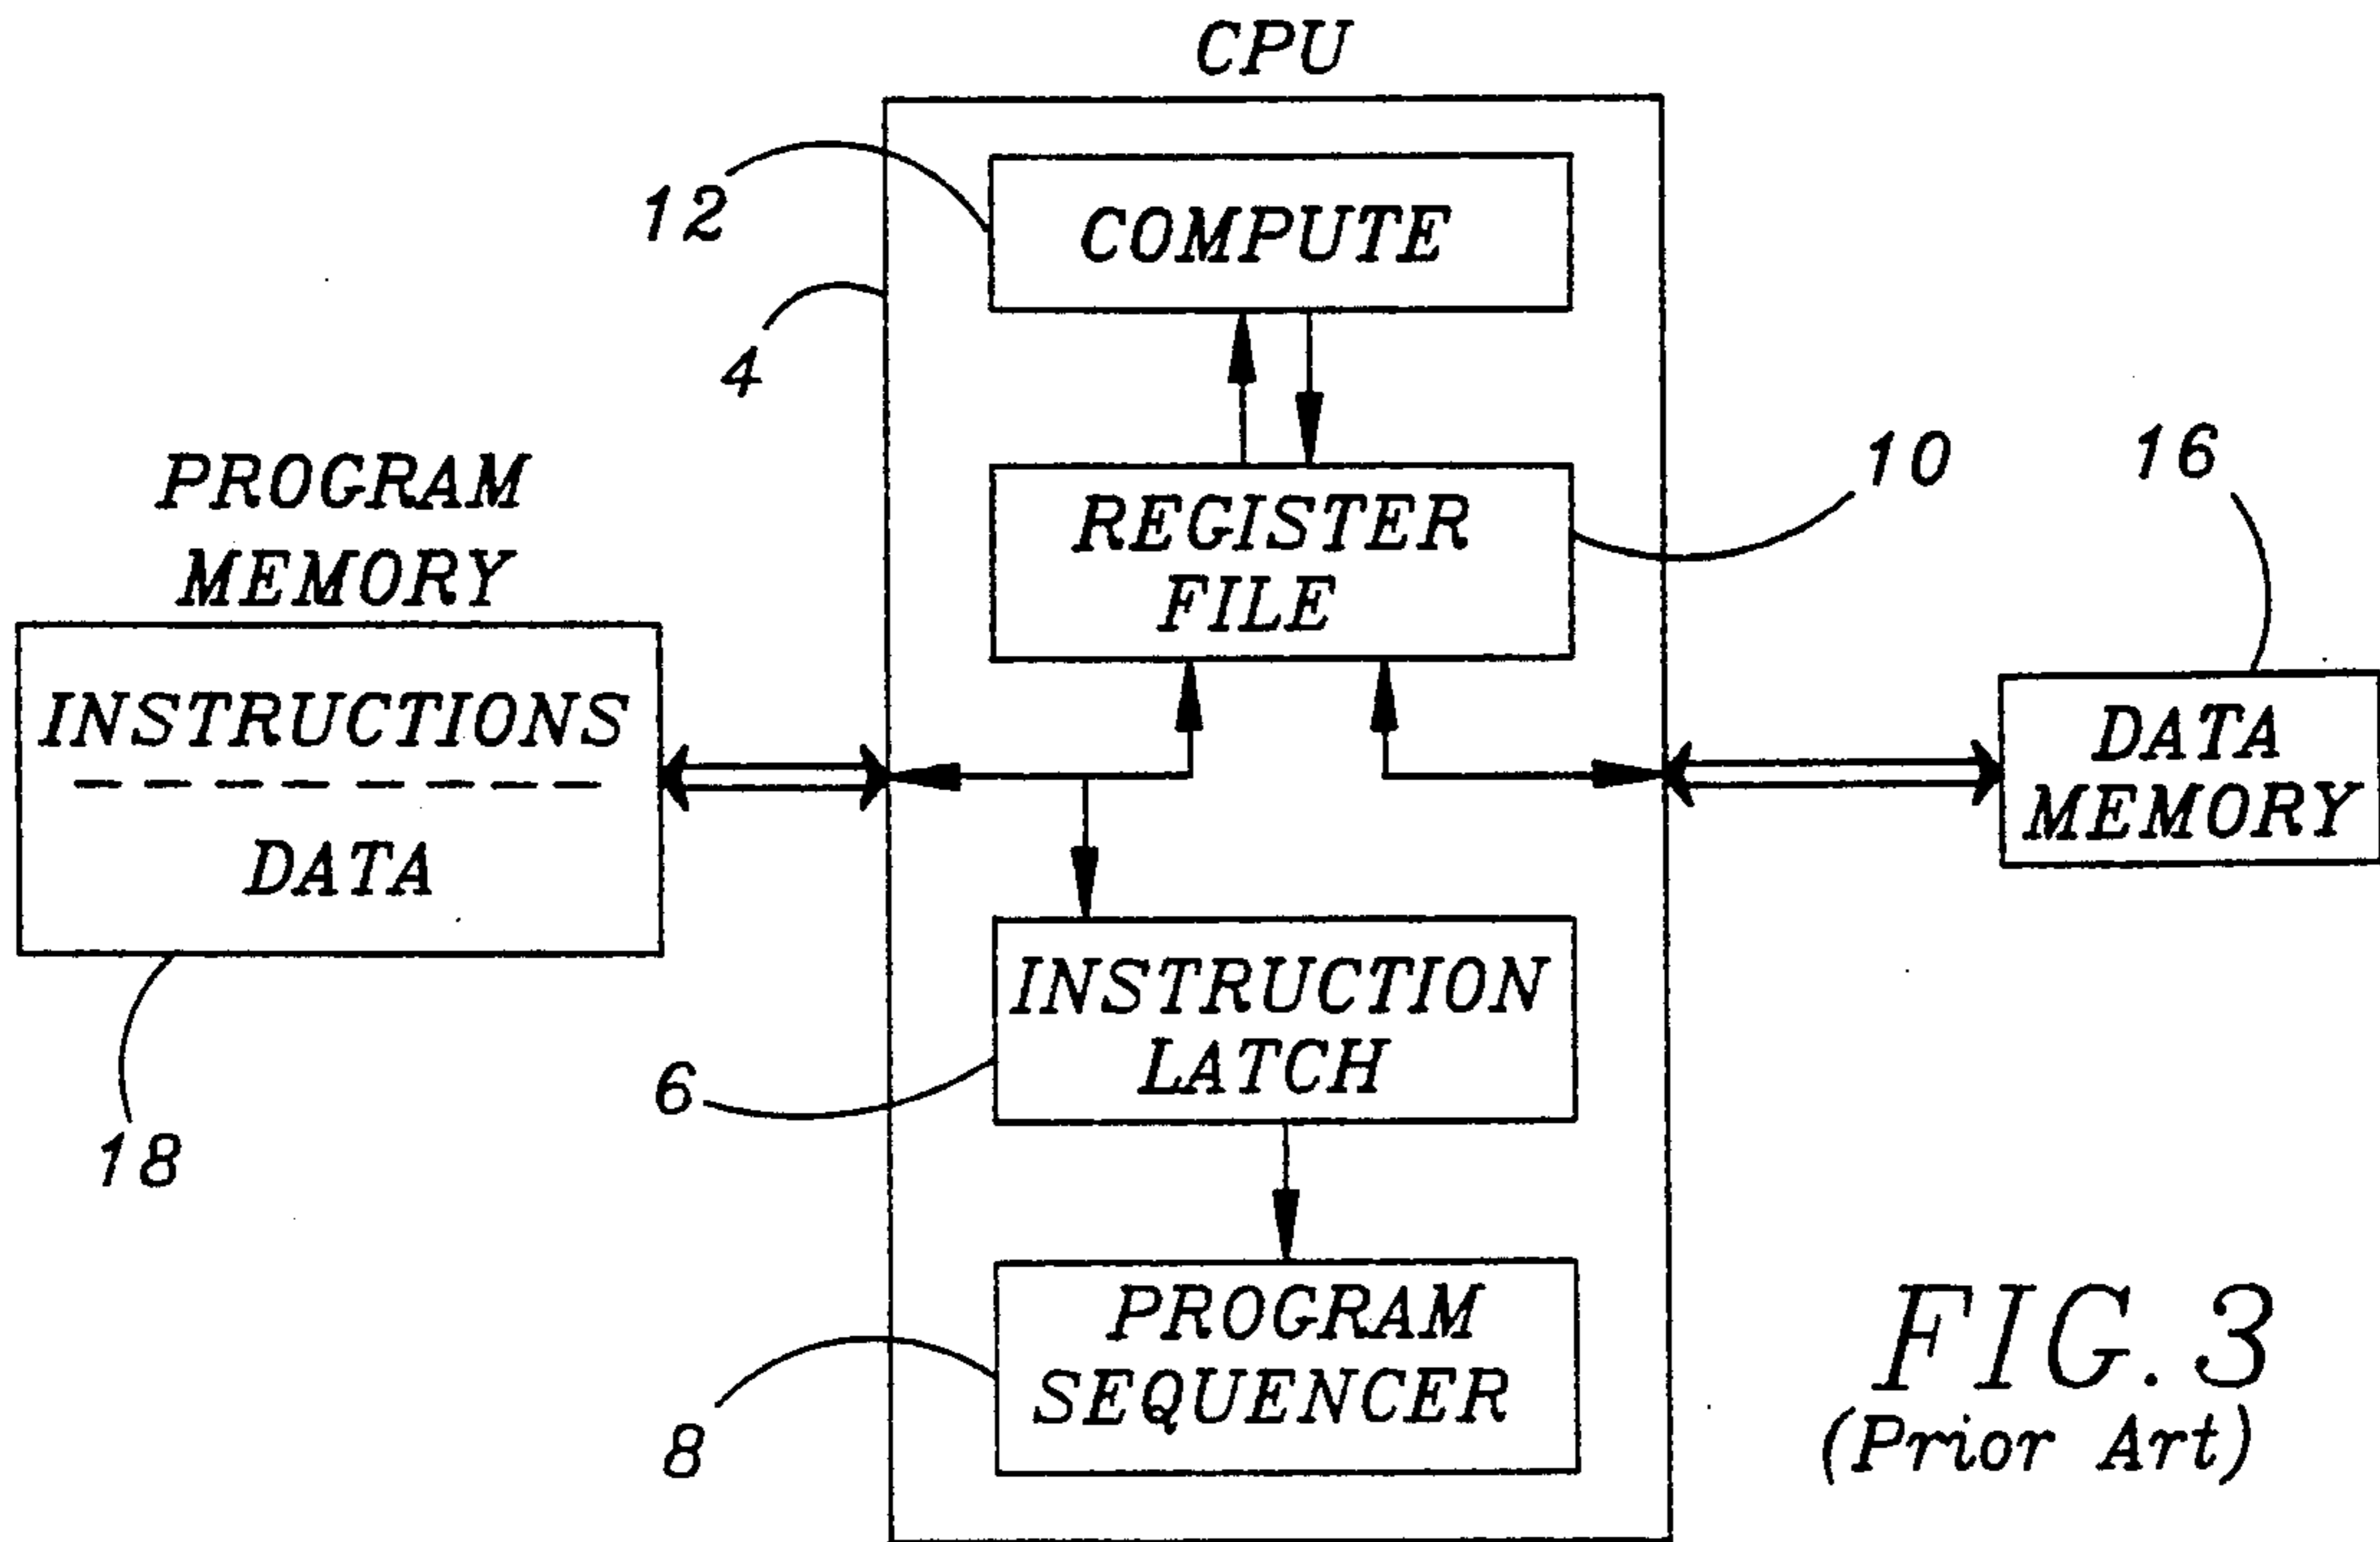 CPU
12
COMPUTE
4
10
16
PROGRAM
MEMORY
REGISTER
FILE
INSTRUCTIONS
DATA
DATA
MEMORY
INSTRUCTION
LATCH
6
18
PROGRAM
SEQUENCER
8
FIG. 3
(Prior Art)